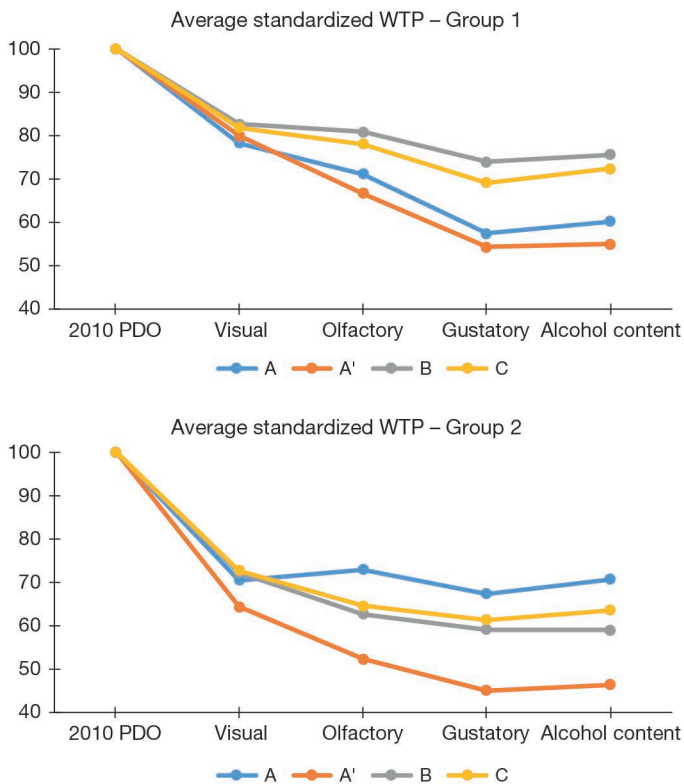 Average standardized WTP – Group 1
100
90
80
70
60
50
40
2010 PDO Visual Olfactory Gustatory Alcohol content
A A' B C
Average standardized WTP – Group 2
100
90
80
70
60
50
40
2010 PDO Visual Olfactory Gustatory Alcohol content
A A' B C